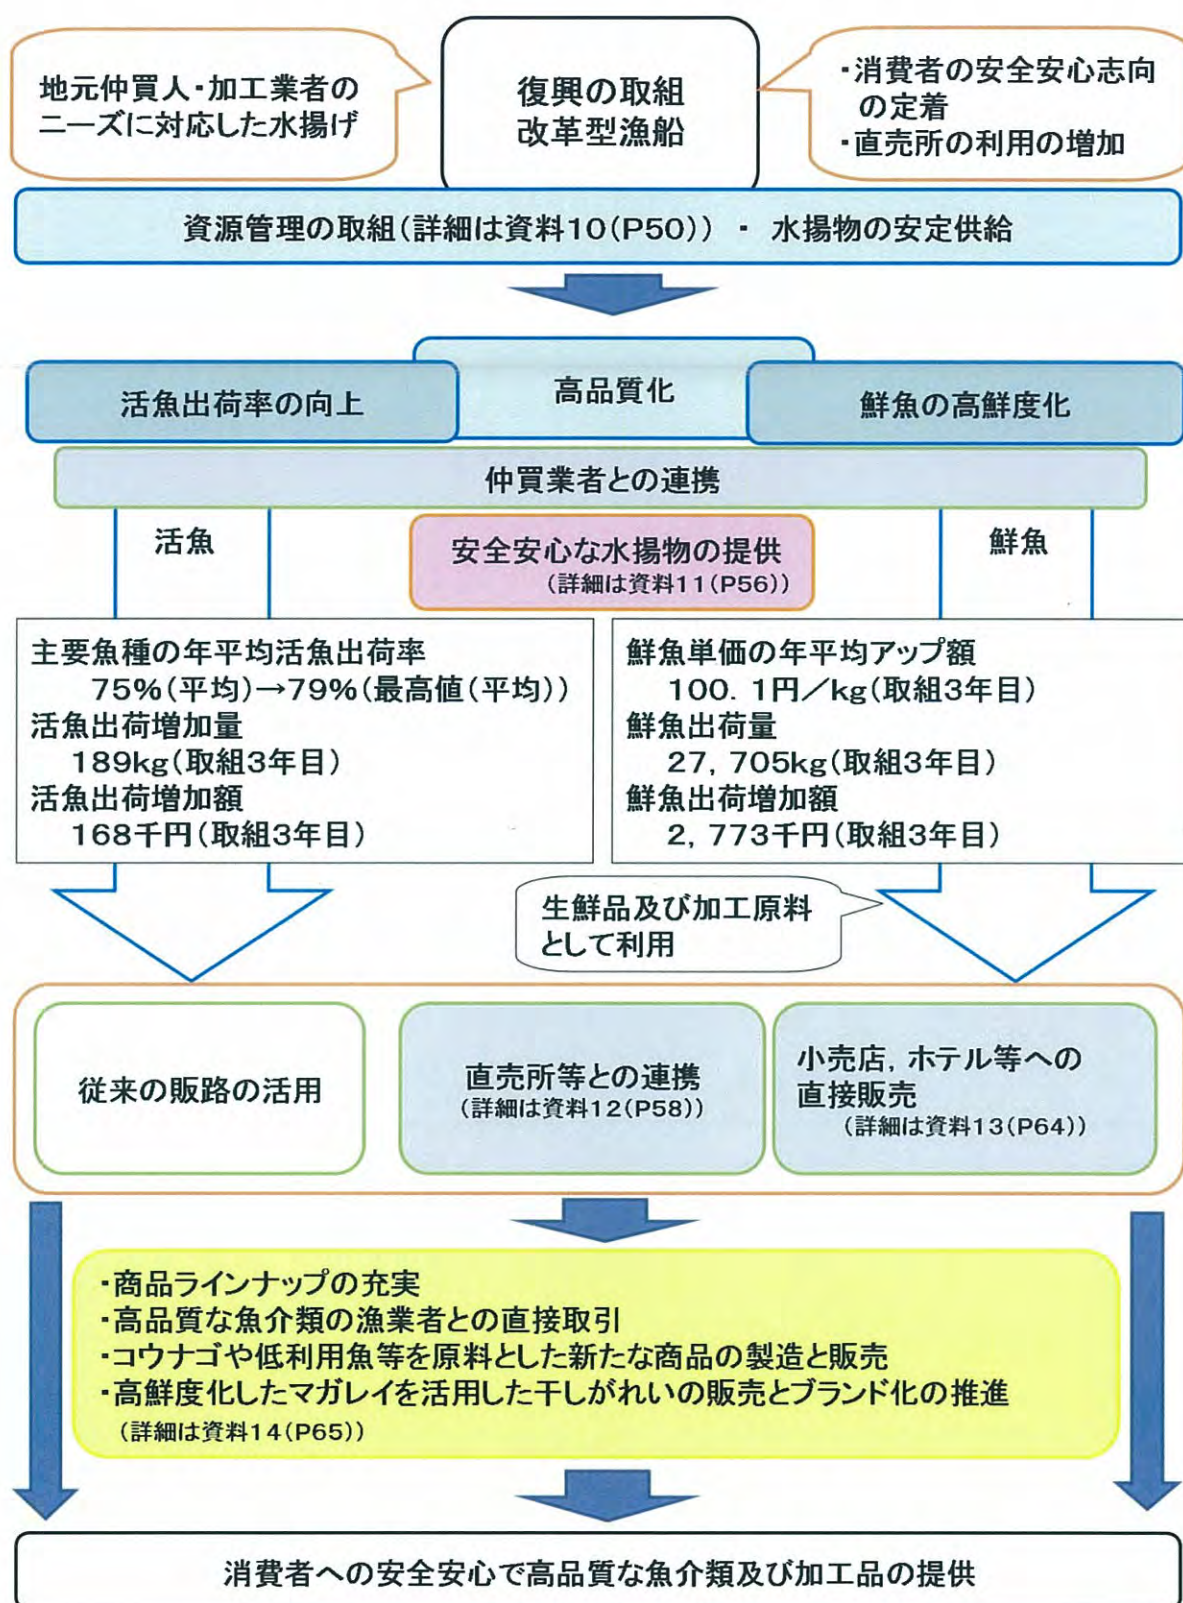 地元仲買人・加工業者の
ニーズに対応した水揚げ
復興の取組
改革型漁船
・消費者の安全安心志向
の定着
・直売所の利用の増加
資源管理の取組(詳細は資料10(P50)) ・ 水揚物の安定供給
活魚出荷率の向上
高品質化
鮮魚の高鮮度化
仲買業者との連携
活魚
安全安心な水揚物の提供
(詳細は資料11(P56))
鮮魚
主要魚種の年平均活魚出荷率
75%(平均)→79%(最高値(平均))
活魚出荷増加量
189kg(取組3年目)
活魚出荷増加額
168千円(取組3年目)
鮮魚単価の年平均アップ額
100.1円/kg(取組3年目)
鮮魚出荷量
27,705kg(取組3年目)
鮮魚出荷増加額
2,773千円(取組3年目)
生鮮品及び加工原料
として利用
従来の販路の活用
直売所等との連携
(詳細は資料12(P58))
小売店,ホテル等への
直接販売
(詳細は資料13(P64))
・商品ラインナップの充実
・高品質な魚介類の漁業者との直接取引
・コウナゴや低利用魚等を原料とした新たな商品の製造と販売
・高鮮度化したマガレイを活用した干しがれいの販売とブランド化の推進
(詳細は資料14(P65))
消費者への安全安心で高品質な魚介類及び加工品の提供